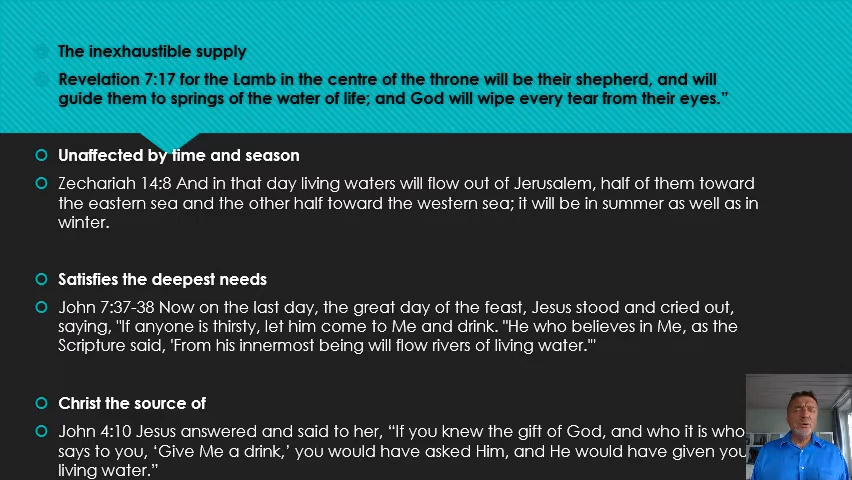 The inexhaustible supply
Revelation 7:17 for the Lamb in the centre of the throne will be their shepherd, and will
guide them to springs of the water of life; and God will wipe every tear from their eyes.”
Unaffected by time and season
Zechariah 14:8 And in that day living waters will flow out of Jerusalem, half of them toward
the eastern sea and the other half toward the western sea; it will be in summer as well as in
winter.
Satisfies the deepest needs
John 7:37-38 Now on the last day, the great day of the feast, Jesus stood and cried out,
saying, "If anyone is thirsty, let him come to Me and drink. "He who believes in Me, as the
Scripture said, 'From his innermost being will flow rivers of living water.'"
Christ the source of
John 4:10 Jesus answered and said to her, “If you knew the gift of God, and who it is who
says to you, ‘Give Me a drink,’ you would have asked Him, and He would have given you
living water.”